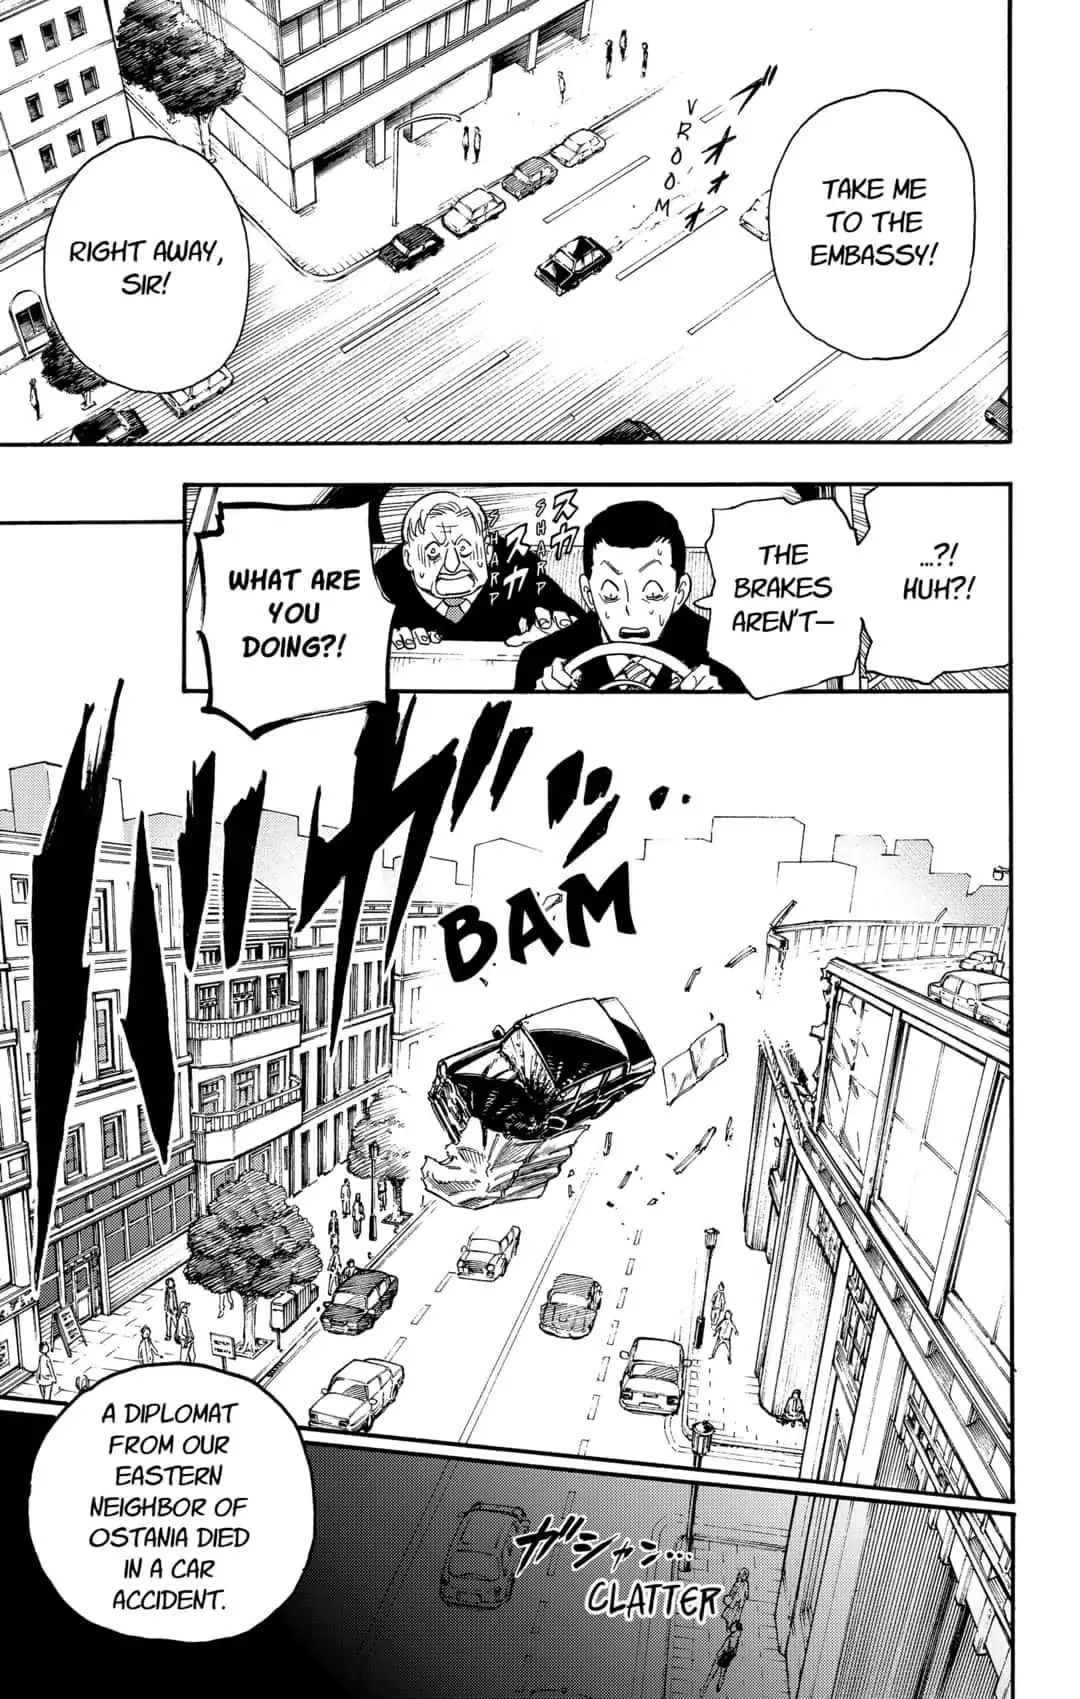 TAKE ME
TO THE
EMBASSY!
ブオオオ
VROOM
RIGHT AWAY,
SIR!
...?!
HUH?!
THE
BRAKES
AREN'T—
スカ
スカ
SHARP
SHARP
WHAT ARE
YOU
DOING?!
BAM
ガシャン...
CLATTER
A DIPLOMAT
FROM OUR
EASTERN
NEIGHBOR OF
OSTANIA DIED
IN A CAR
ACCIDENT.